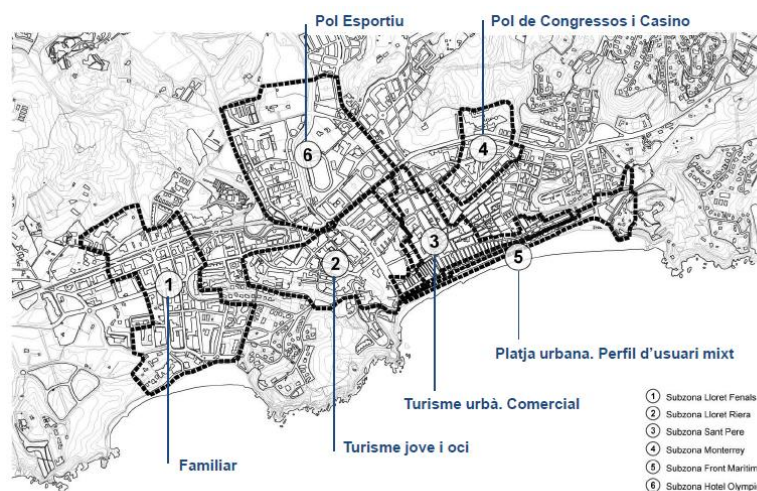 Pol Esportiu
Pol de Congressos i Casino
6
4
3
2
5
1
Platja urbana. Perfil d'usuari mixt
Turisme urbà. Comercial
Turisme jove i oci
Familiar
1 Subzona Lloret Fenals
2 Subzona Lloret Riera
3 Subzona Sant Pere
4 Subzona Monterrey
5 Subzona Front Marítim
6 Subzona Hotel Olympic